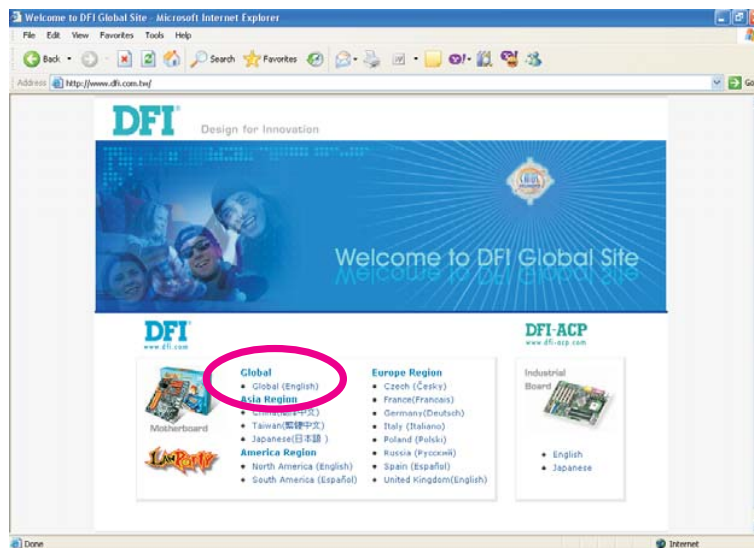 Welcome to DFI Global Site - Microsoft Internet Explorer
File Edit View Favorites Tools Help
Back Search Favorites
Address http://www.dfi.com.tw/ Go
DFI® Design for Innovation
Welcome to DFI Global Site
DFI
www dfi com
DFI-ACP
www dfi-acp com
Motherboard
LanParty
Global
Global (English)
Asia Region
Taiwan(繁體中文)
Japanese(日本語 )
America Region
North America (English)
South America (Español)
Europe Region
Czech (Česky)
France(Francais)
Germany(Deutsch)
Italy (Italiano)
Poland (Polski)
Russia (Русский)
Spain (Español)
United Kingdom(English)
Industrial
Board
English
Japanese
Done Internet